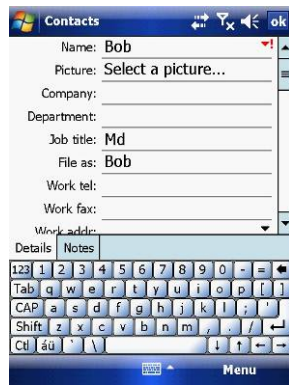 Contacts ok
Name: Bob
Picture: Select a picture...
Company:
Department:
Job title: Md
File as: Bob
Work tel:
Work fax:
Work addr:
Details Notes
123 1 2 3 4 5 6 7 8 9 0 - =
Tab q w e r t y u i o p [ ]
CAP a s d f g h j k l ; '
Shift z x c v b n m , . /
Ctl áü ` \
Menu